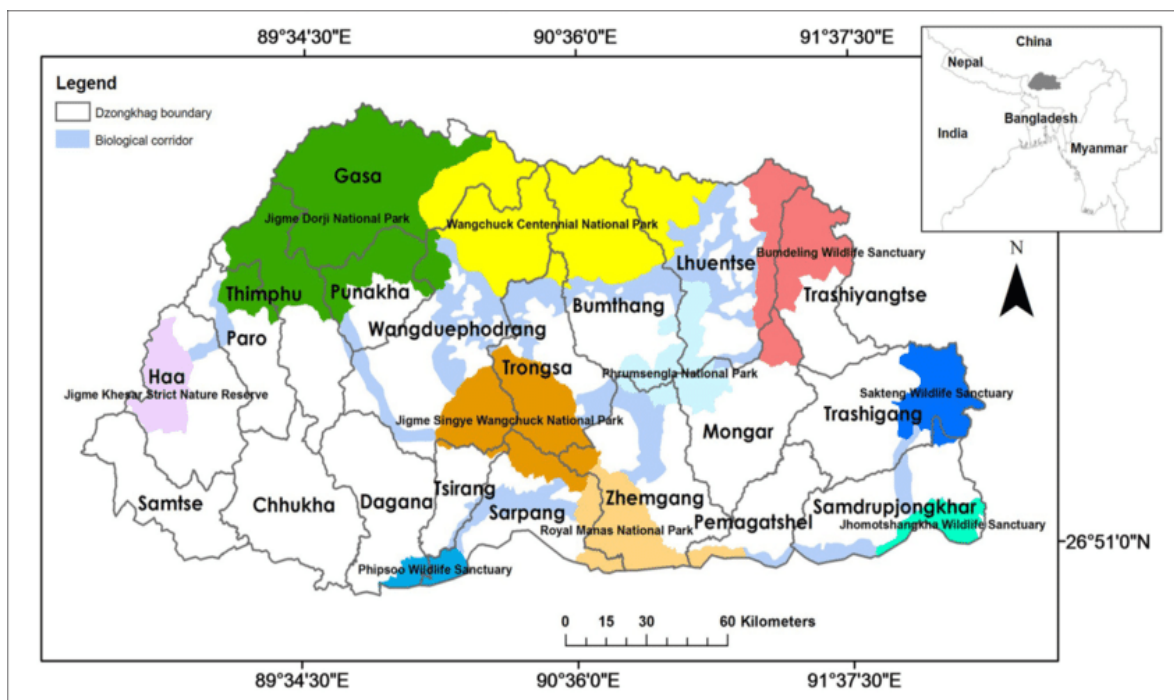 89°34'30"E
90°36'0"E
91°37'30"E
China
Nepal
Bangladesh
India
Myanmar
Legend
Dzongkhag boundary
Biological corridor
N
Gasa
Jigme Dorji National Park
Wangchuck Centennial National Park
Lhuentse
Bumdeling Wildlife Sanctuary
Thimphu
Punakha
Trashiyangtse
Bumthang
Wangduephodrang
Paro
Haa
Trongsa
Phrumsengla National Park
Jigme Khesar Strict Nature Reserve
Sakteng Wildlife Sanctuary
Trashigang
Jigme Singye Wangchuck National Park
Mongar
Samtse
Chhukha
Dagana
Tsirang
Sarpang
Zhemgang
Royal Manas National Park
Pemagatshel
Samdrupjongkhar
Jhomotshangkha Wildlife Sanctuary
26°51'0"N
Phipsoo Wildlife Sanctuary
0 15 30 60 Kilometers
89°34'30"E
90°36'0"E
91°37'30"E